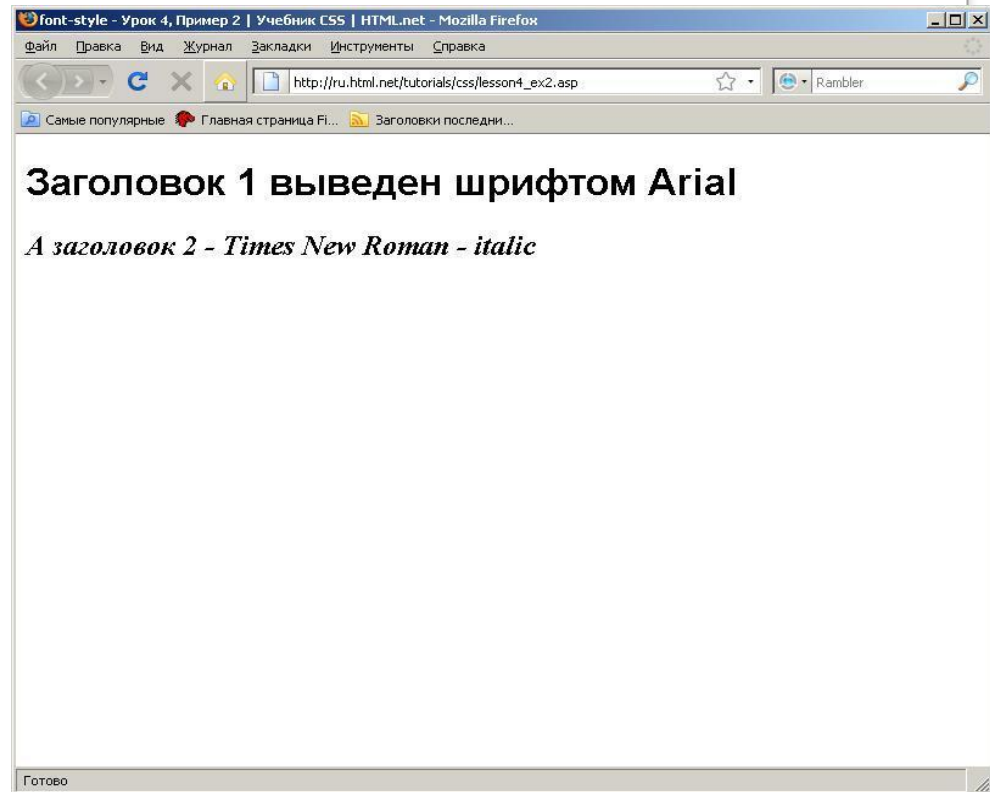 font-style - Урок 4, Пример 2 | Учебник CSS | HTML.net - Mozilla Firefox
Файл Правка Вид Журнал Закладки Инструменты Справка
http://ru.html.net/tutorials/css/lesson4_ex2.asp Rambler
Самые популярные Главная страница Fi... Заголовки последни...
Заголовок 1 выведен шрифтом Arial
А заголовок 2 - Times New Roman - italic
Готово